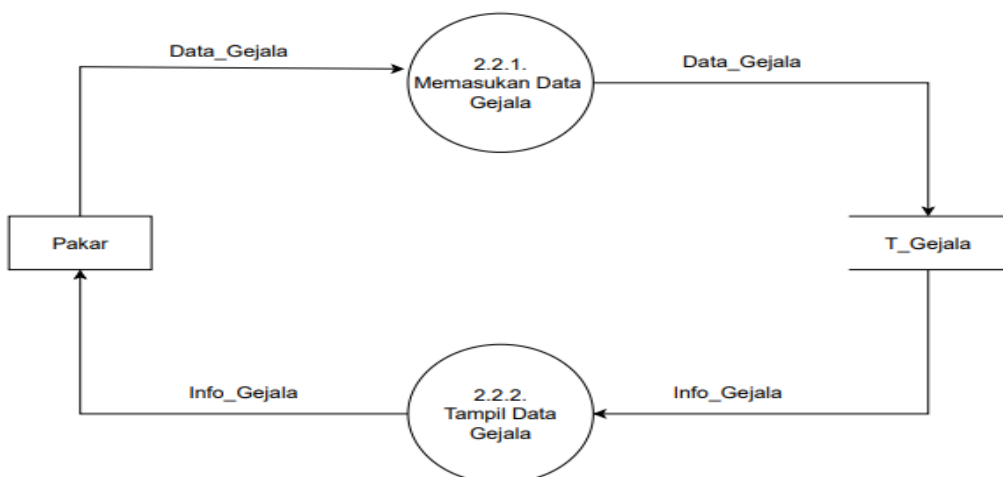 Data_Gejala
2.2.1.
Memasukan Data
Gejala
Data_Gejala
Pakar
T_Gejala
Info_Gejala
2.2.2.
Tampil Data
Gejala
Info_Gejala